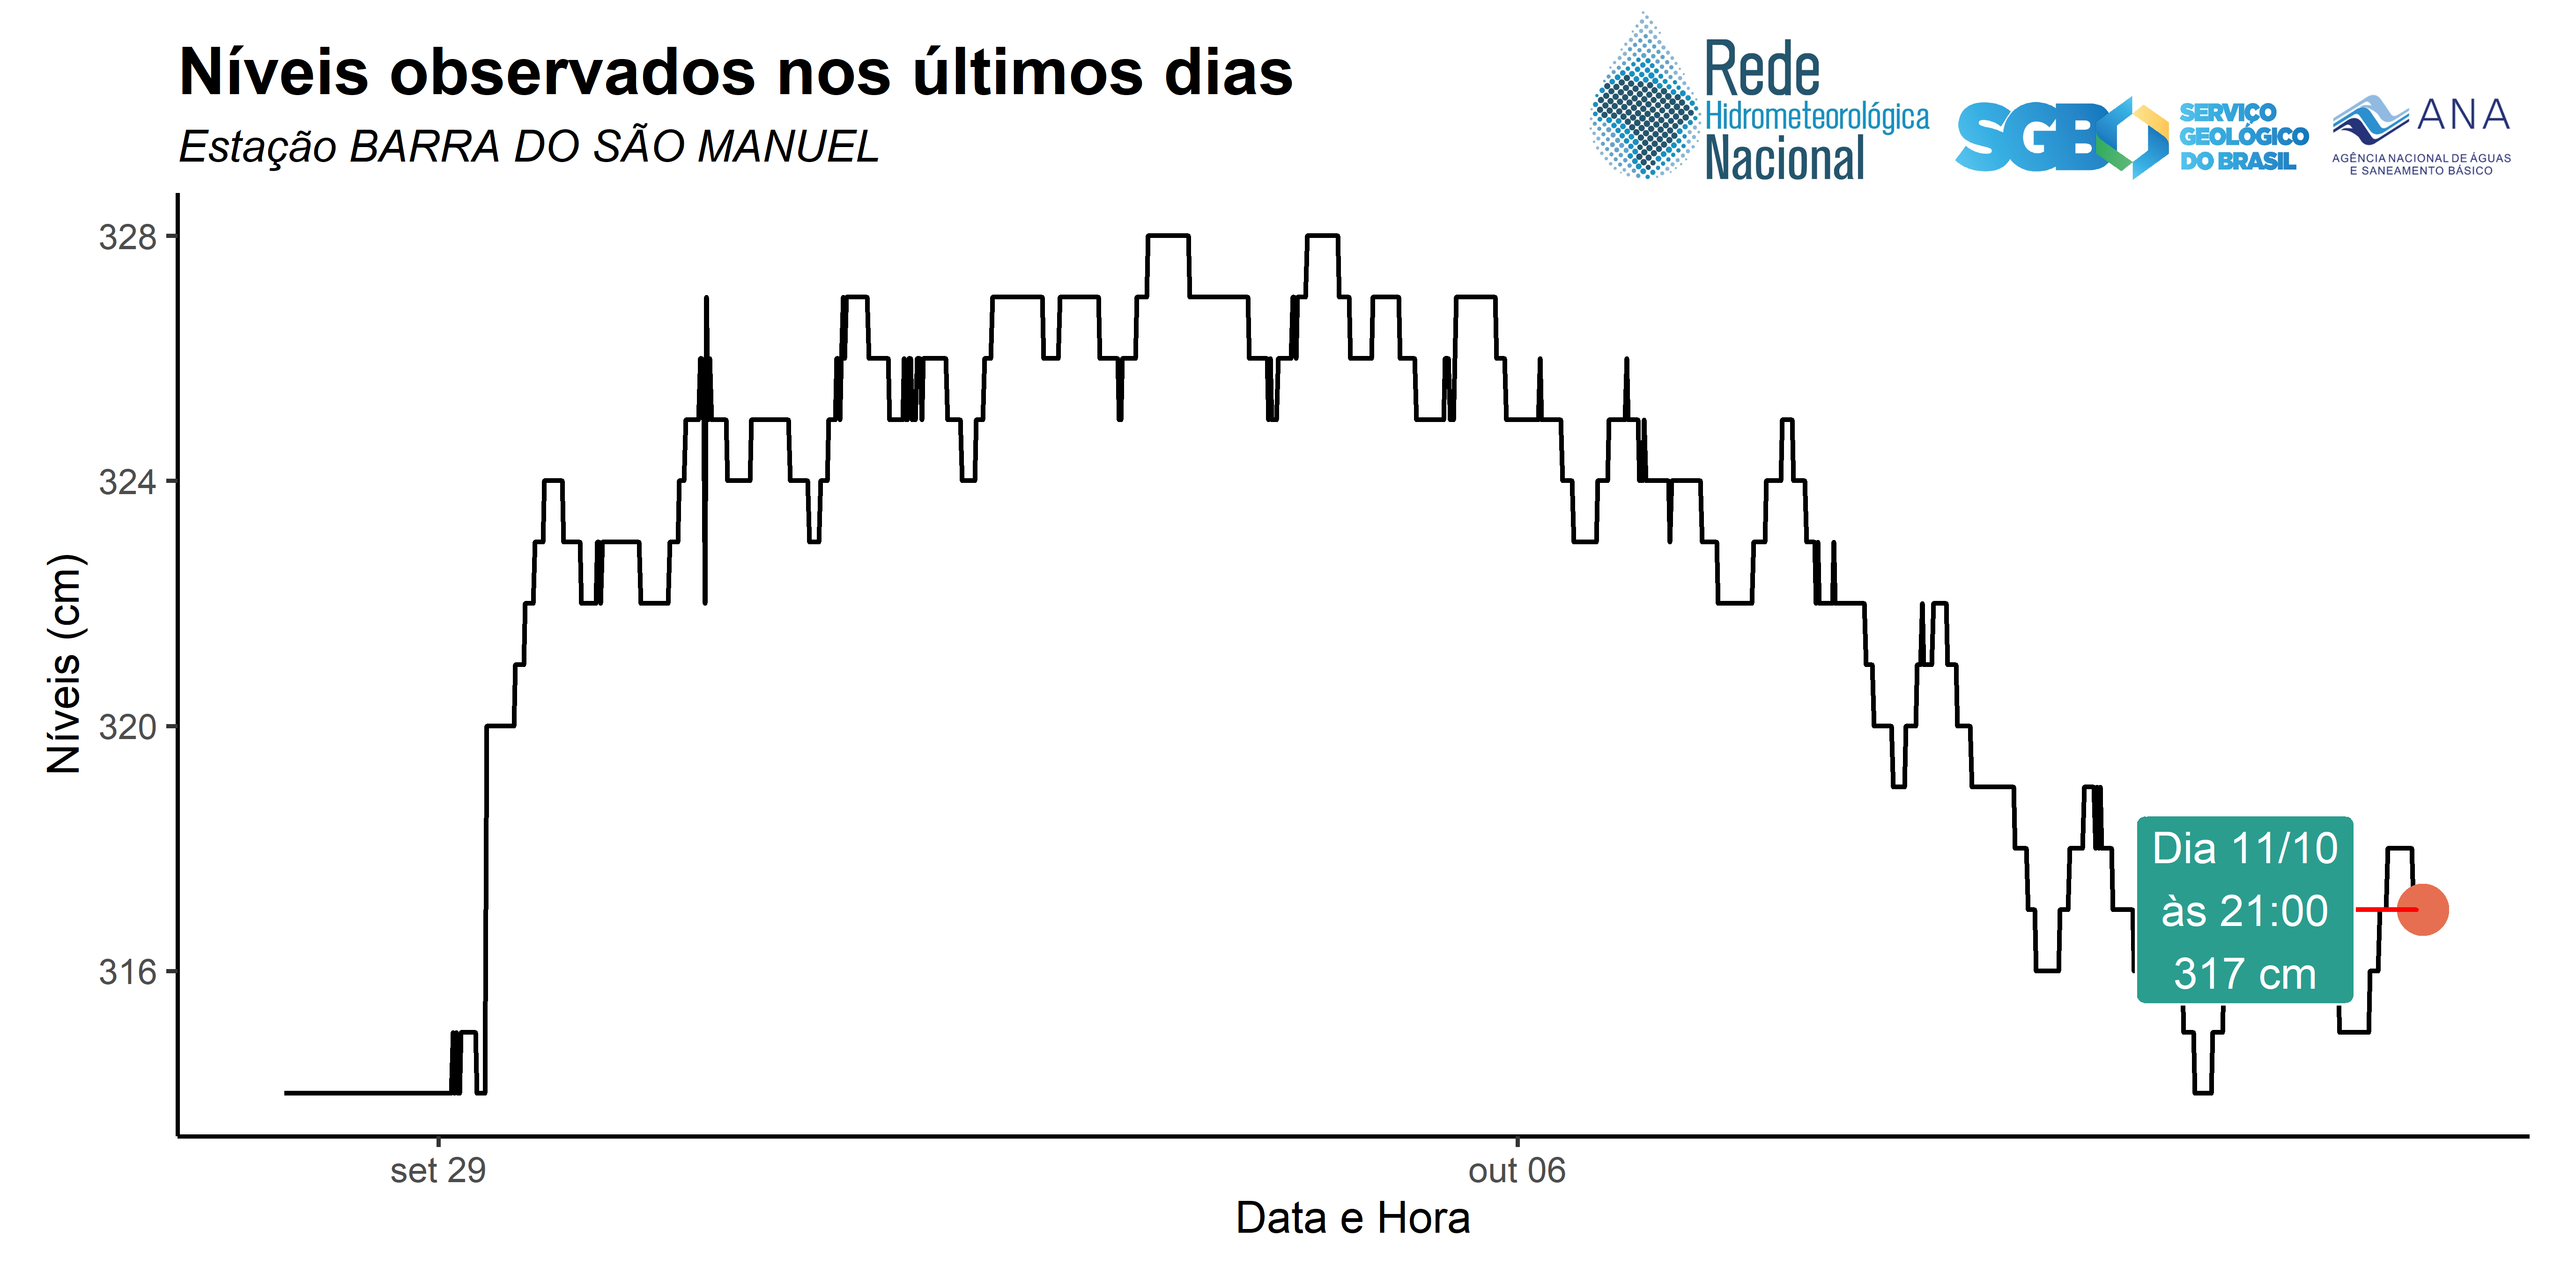 Níveis observados nos últimos dias
Estação BARRA DO SÃO MANUEL
Rede
Hidrometeorológica
Nacional
SGB
SERVIÇO
GEOLÓGICO
DO BRASIL
ANA
AGÊNCIA NACIONAL DE ÁGUAS
E SANEAMENTO BÁSICO
Níveis (cm)
328
324
320
316
Dia 11/10
às 21:00
317 cm
set 29
out 06
Data e Hora